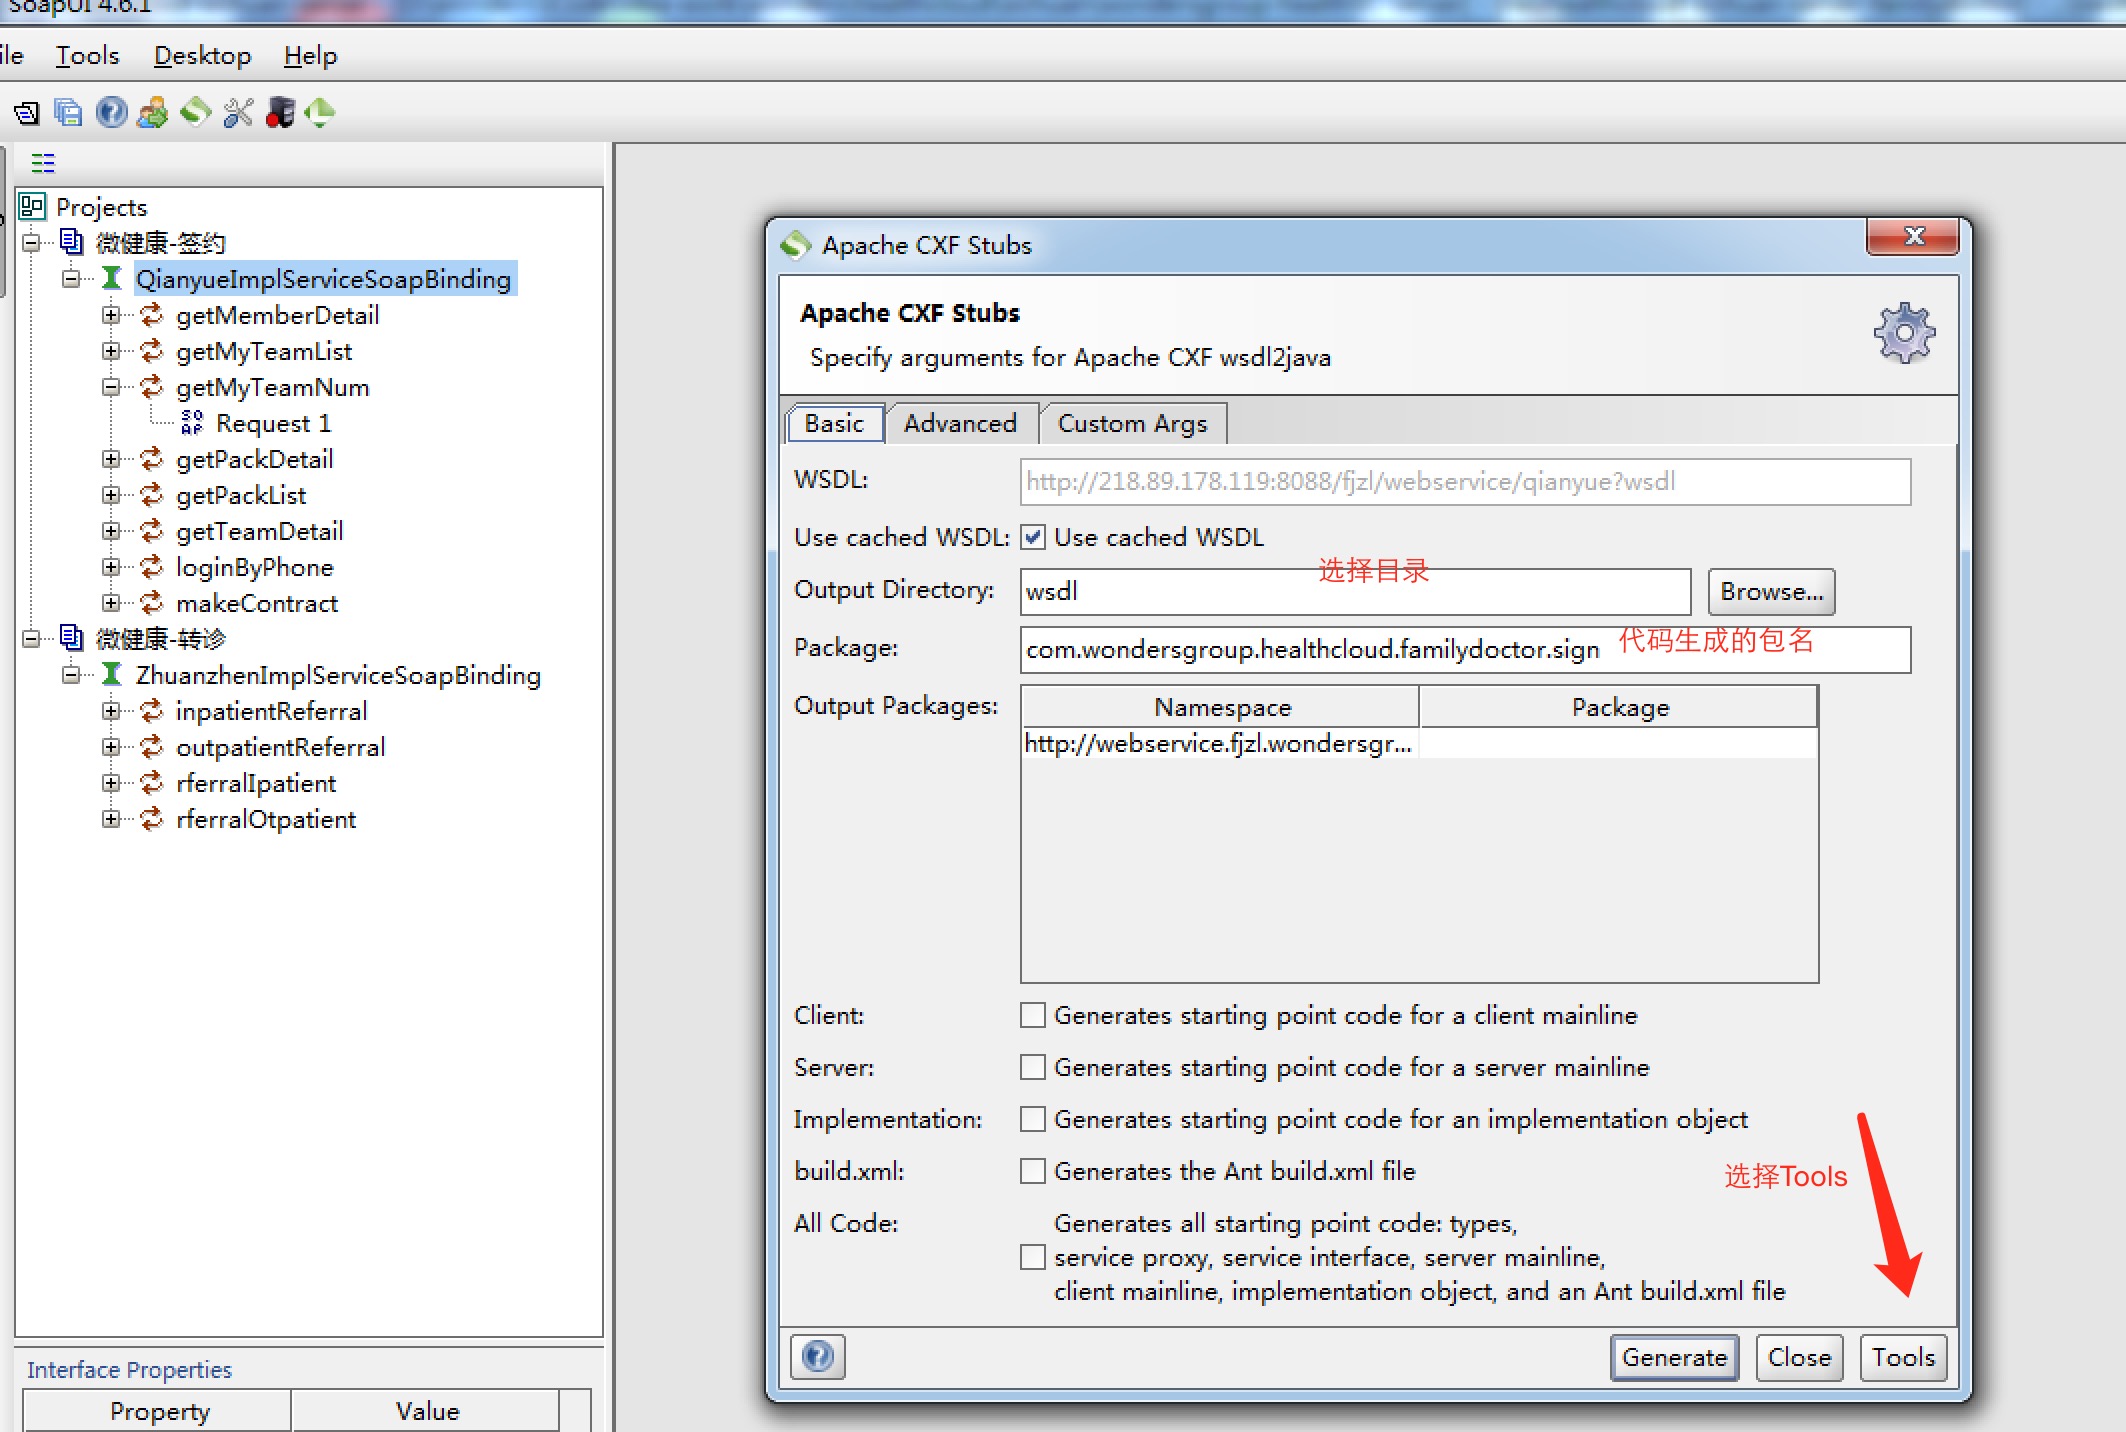 SoapUI 4.6.1
ile Tools Desktop Help
Projects
微健康-签约
QianyueImplServiceSoapBinding
getMemberDetail
getMyTeamList
getMyTeamNum
Request 1
getPackDetail
getPackList
getTeamDetail
loginByPhone
makeContract
微健康-转诊
ZhuanzhenImplServiceSoapBinding
inpatientReferral
outpatientReferral
rferralIpatient
rferralOtpatient
Interface Properties
Property Value
Apache CXF Stubs
Apache CXF Stubs
Specify arguments for Apache CXF wsdl2java
Basic Advanced Custom Args
WSDL: http://218.89.178.119:8088/fjzl/webservice/qianyue?wsdl
Use cached WSDL: Use cached WSDL
选择目录
Output Directory: wsdl Browse...
Package: com.wondersgroup.healthcloud.familydoctor.sign 代码生成的包名
Output Packages: Namespace Package
http://webservice.fjzl.wondersgr...
Client: Generates starting point code for a client mainline
Server: Generates starting point code for a server mainline
Implementation: Generates starting point code for an implementation object
build.xml: Generates the Ant build.xml file
选择Tools
All Code: Generates all starting point code: types,
service proxy, service interface, server mainline,
client mainline, implementation object, and an Ant build.xml file
Generate Close Tools